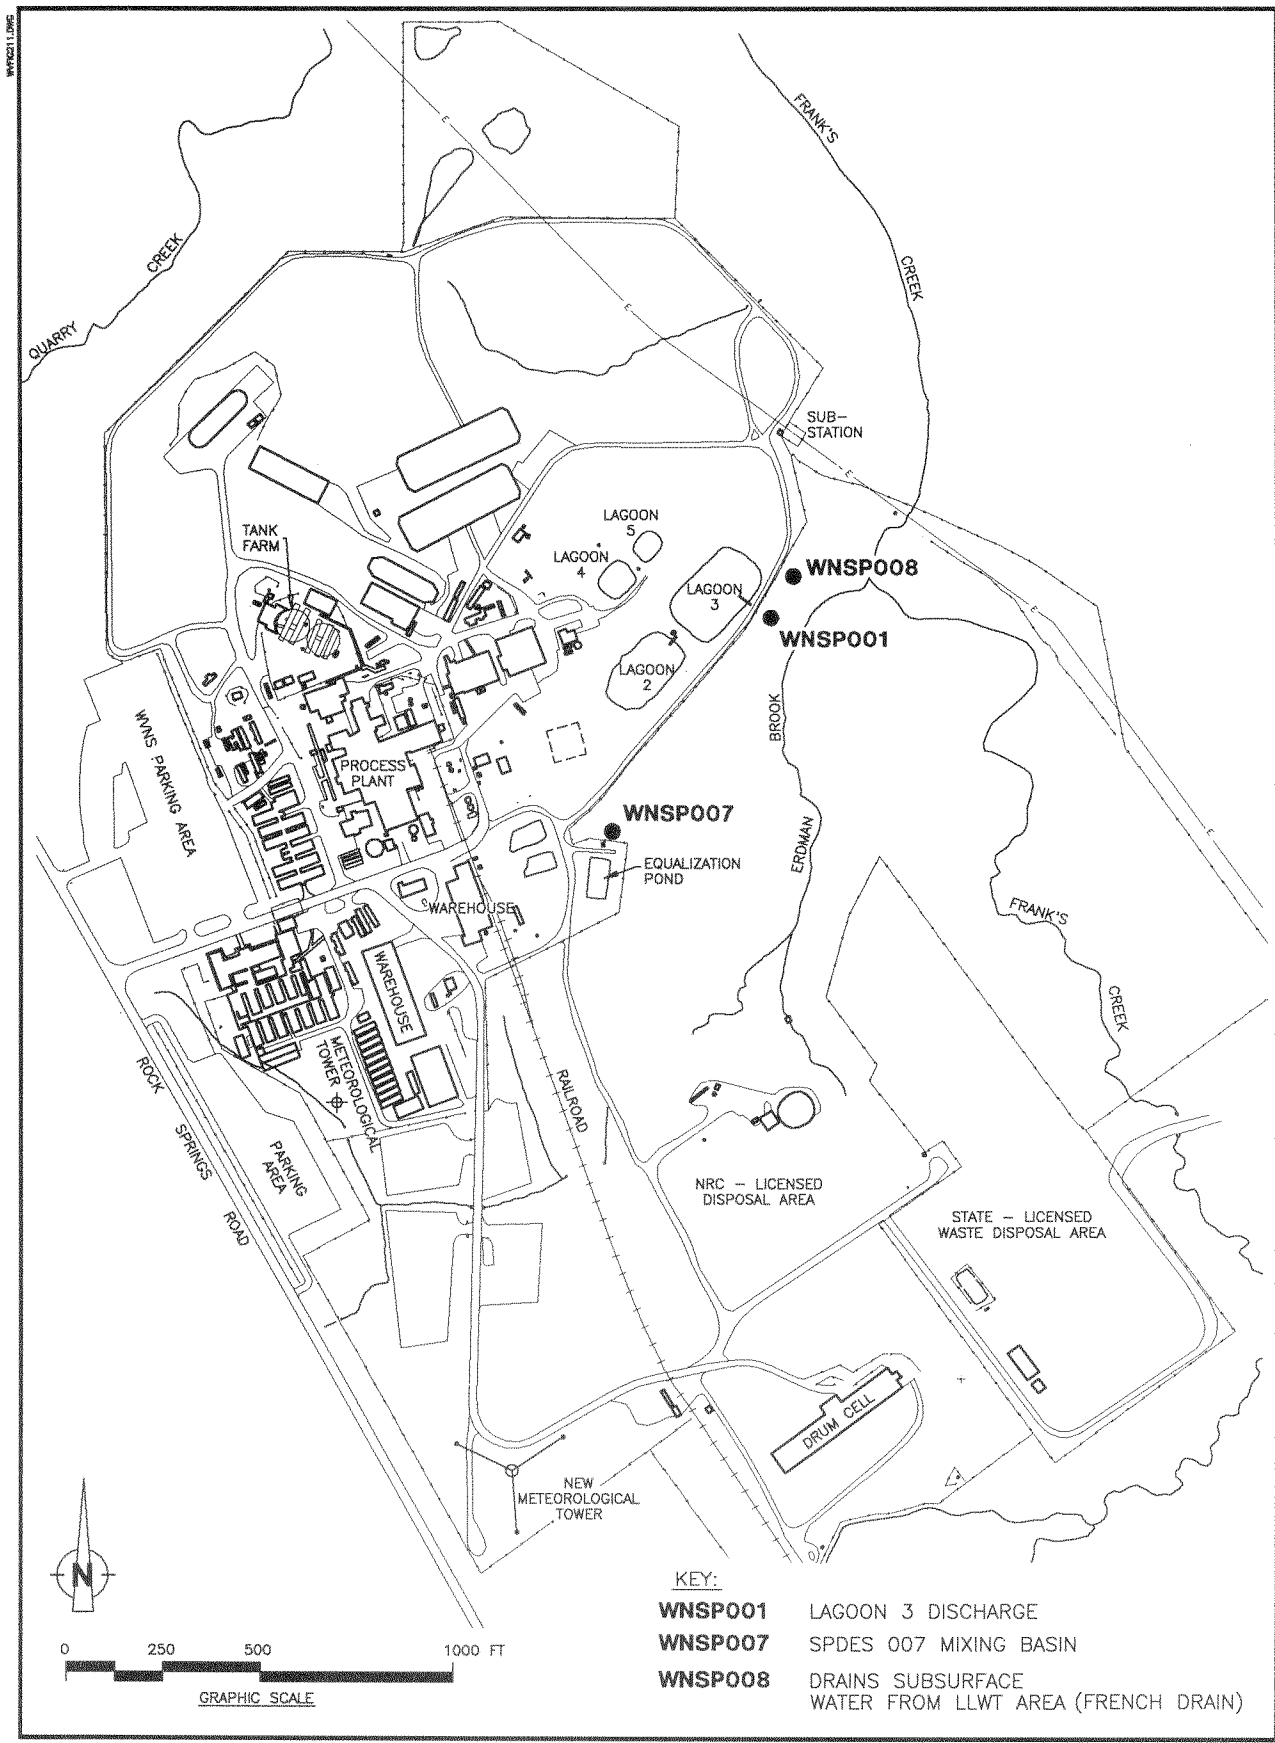 WVFIG211.DWG
FRANK'S
CREEK
CREEK
QUARRY
E
E
SUB-
STATION
E
TANK
FARM
LAGOON
5
LAGOON
4
LAGOON
3
WNSP008
E
WNSP001
LAGOON
2
BROOK
WVNS PARKING AREA
PROCESS
PLANT
WNSP007
ERDMAN
E
EQUALIZATION
POND
WAREHOUSE
FRANK'S
CREEK
WAREHOUSE
METEOROLOGICAL
TOWER
ROCK
SPRINGS
ROAD
RAILROAD
PARKING
AREA
NRC - LICENSED
DISPOSAL AREA
STATE - LICENSED
WASTE DISPOSAL AREA
DRUM CELL
NEW
METEOROLOGICAL
TOWER
N
KEY:
WNSP001 LAGOON 3 DISCHARGE
WNSP007 SPDES 007 MIXING BASIN
WNSP008 DRAINS SUBSURFACE
WATER FROM LLWT AREA (FRENCH DRAIN)
0 250 500 1000 FT
GRAPHIC SCALE